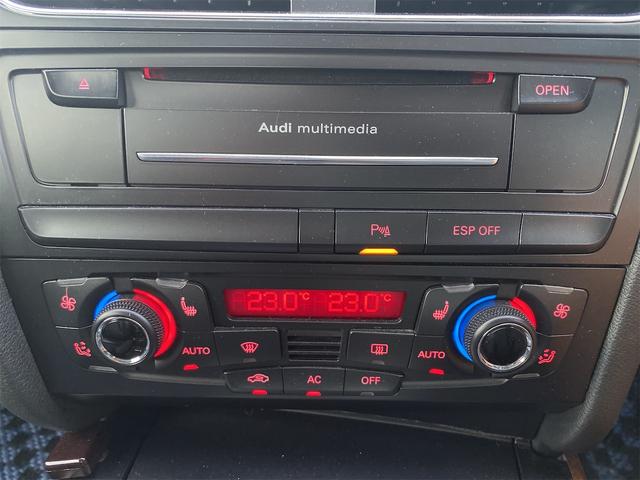 OPEN
Audi multimedia
P
ESP OFF
23.0°C 23.0°C
AUTO
AUTO
AC
OFF